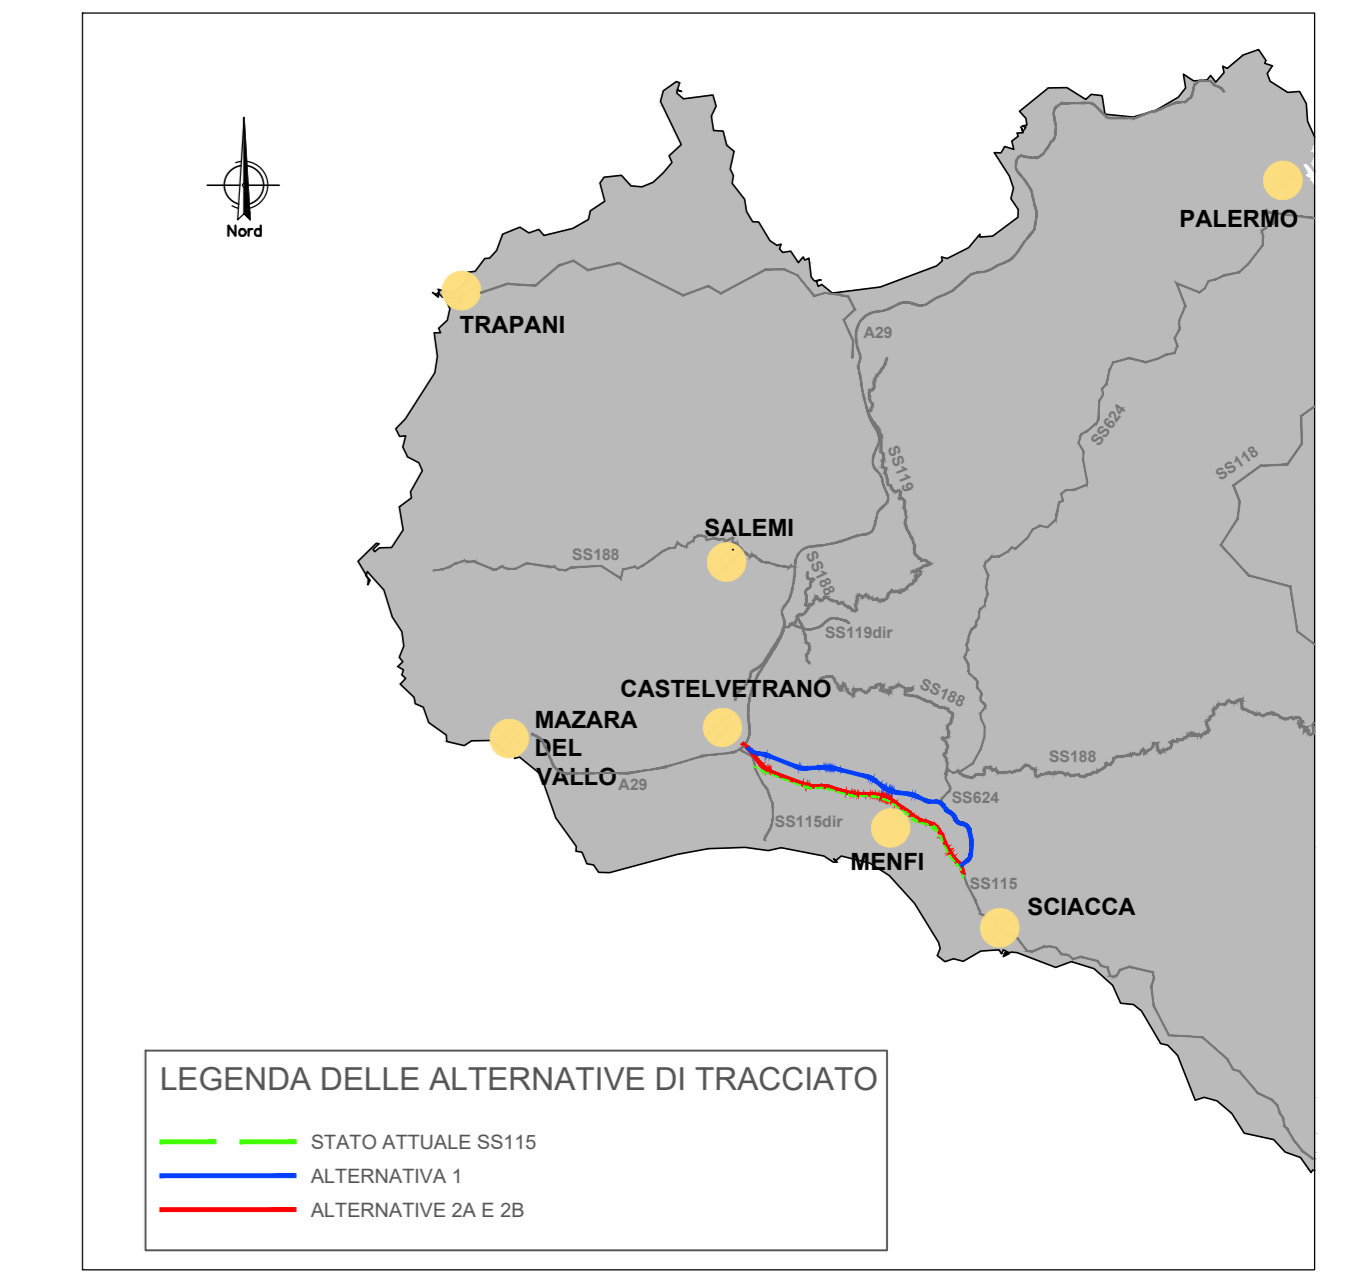 Nord
PALERMO
TRAPANI
A29
SS624
SS119
SS118
SALEMI
SS188
SS188
SS119dir
CASTELVETRANO
SS188
MAZARA
DEL
VALLO
A29
SS188
SS624
SS115dir
MENFI
SS115
SCIACCA
LEGENDA DELLE ALTERNATIVE DI TRACCIATO
STATO ATTUALE SS115
ALTERNATIVA 1
ALTERNATIVE 2A E 2B